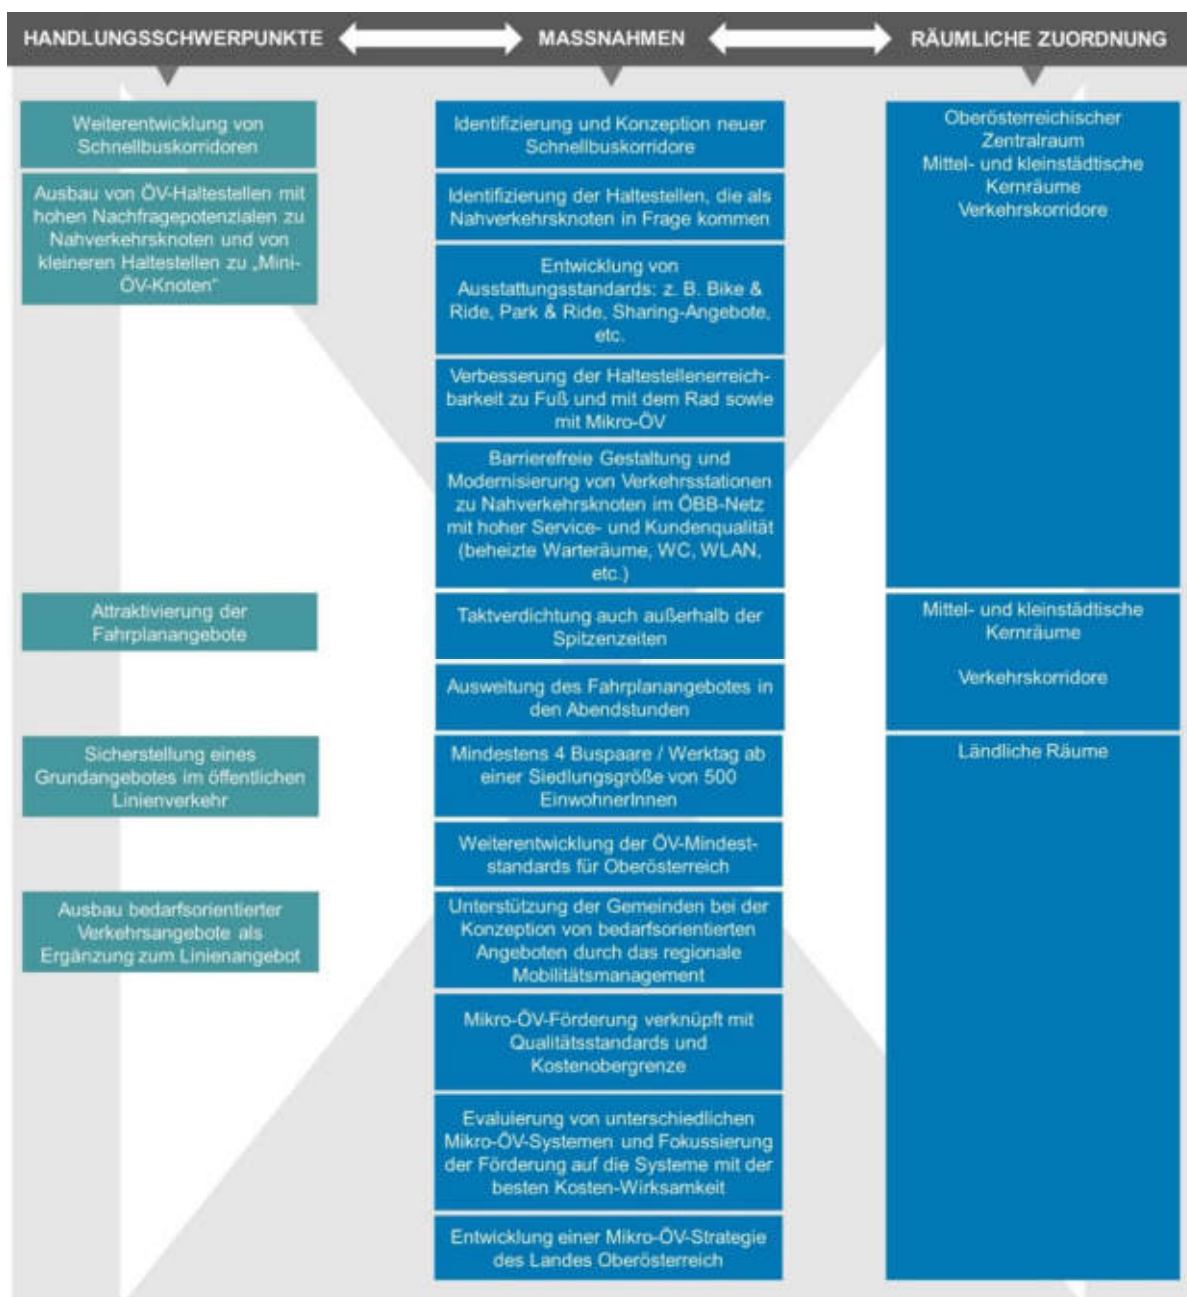 HANDLUNGSSCHWERPUNKTE
MASSNAHMEN
RÄUMLICHE ZUORDNUNG
Weiterentwicklung von
Schnellbuskorridoren
Identifizierung und Konzeption neuer
Schnellbuskorridore
Oberösterreichischer
Zentralraum
Mittel- und kleinstädtische
Kernräume
Verkehrskorridore
Ausbau von ÖV-Haltestellen mit
hohen Nachfragepotenzialen zu
Nahverkehrsknoten und von
kleineren Haltestellen zu „Mini-
ÖV-Knoten“
Identifizierung der Haltestellen, die als
Nahverkehrsknoten in Frage kommen
Entwicklung von
Ausstattungsstandards: z. B. Bike &
Ride, Park & Ride, Sharing-Angebote,
etc.
Verbesserung der Haltestellenerreich-
barkeit zu Fuß und mit dem Rad sowie
mit Mikro-ÖV
Barrierefreie Gestaltung und
Modernisierung von Verkehrsstationen
zu Nahverkehrsknoten im ÖBB-Netz
mit hoher Service- und Kundenqualität
(beheizte Warteräume, WC, WLAN,
etc.)
Attraktivierung der
Fahrplanangebote
Taktverdichtung auch außerhalb der
Spitzenzeiten
Mittel- und kleinstädtische
Kernräume
Verkehrskorridore
Ausweitung des Fahrplanangebotes in
den Abendstunden
Sicherstellung eines
Grundangebotes im öffentlichen
Linienverkehr
Mindestens 4 Buspaare / Werktag ab
einer Siedlungsgröße von 500
EinwohnerInnen
Ländliche Räume
Weiterentwicklung der ÖV-Mindest-
standards für Oberösterreich
Ausbau bedarfsorientierter
Verkehrsangebote als
Ergänzung zum Linienangebot
Unterstützung der Gemeinden bei der
Konzeption von bedarfsorientierten
Angeboten durch das regionale
Mobilitätsmanagement
Mikro-ÖV-Förderung verknüpft mit
Qualitätsstandards und
Kostenobergrenze
Evaluierung von unterschiedlichen
Mikro-ÖV-Systemen und Fokussierung
der Förderung auf die Systeme mit der
besten Kosten-Wirksamkeit
Entwicklung einer Mikro-ÖV-Strategie
des Landes Oberösterreich